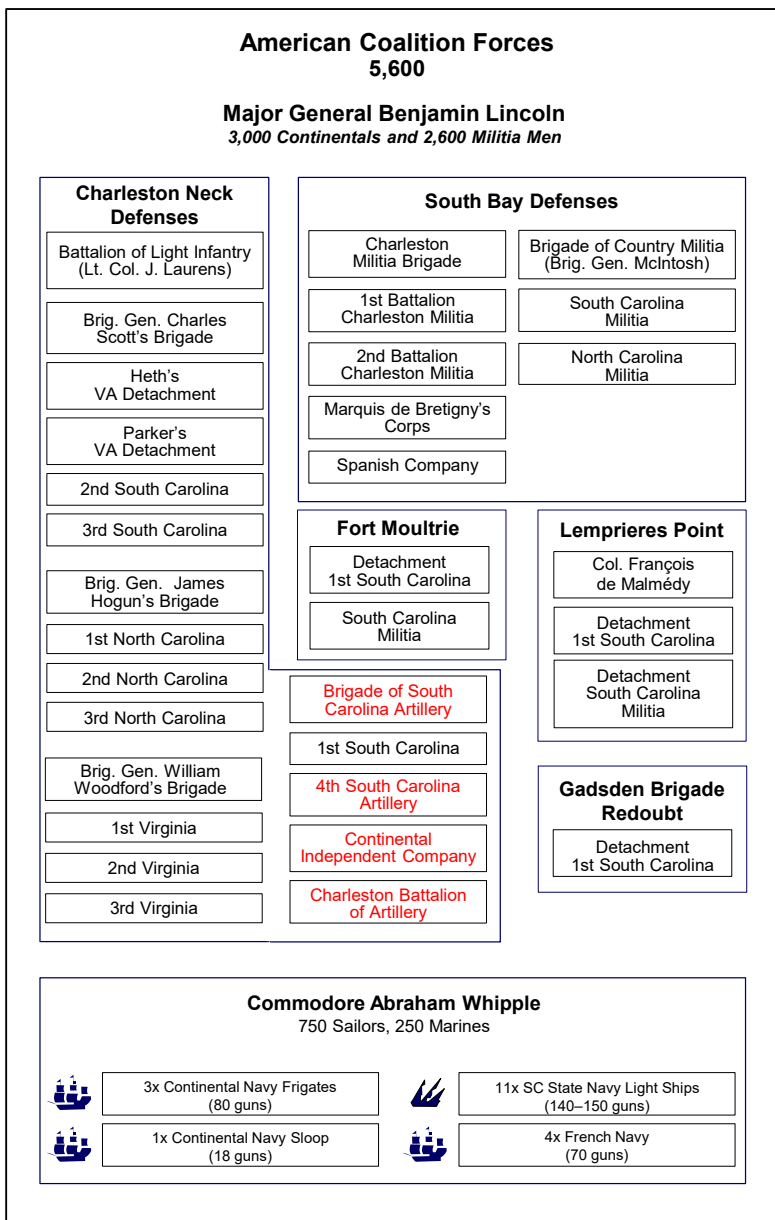 American Coalition Forces
5,600
Major General Benjamin Lincoln
3,000 Continentals and 2,600 Militia Men
Charleston Neck
Defenses
Battalion of Light Infantry
(Lt. Col. J. Laurens)
Brig. Gen. Charles
Scott’s Brigade
Heth’s
VA Detachment
Parker’s
VA Detachment
2nd South Carolina
3rd South Carolina
Brig. Gen. James
Hogun’s Brigade
1st North Carolina
2nd North Carolina
3rd North Carolina
Brig. Gen. William
Woodford’s Brigade
1st Virginia
2nd Virginia
3rd Virginia
Brigade of South
Carolina Artillery
1st South Carolina
4th South Carolina
Artillery
Continental
Independent Company
Charleston Battalion
of Artillery
South Bay Defenses
Charleston
Militia Brigade
1st Battalion
Charleston Militia
2nd Battalion
Charleston Militia
Marquis de Bretigny’s
Corps
Spanish Company
Brigade of Country Militia
(Brig. Gen. McIntosh)
South Carolina
Militia
North Carolina
Militia
Fort Moultrie
Detachment
1st South Carolina
South Carolina
Militia
Lemprieres Point
Col. François
de Malmédy
Detachment
1st South Carolina
Detachment
South Carolina
Militia
Gadsden Brigade
Redoubt
Detachment
1st South Carolina
Commodore Abraham Whipple
750 Sailors, 250 Marines
3x Continental Navy Frigates
(80 guns)
11x SC State Navy Light Ships
(140–150 guns)
1x Continental Navy Sloop
(18 guns)
4x French Navy
(70 guns)